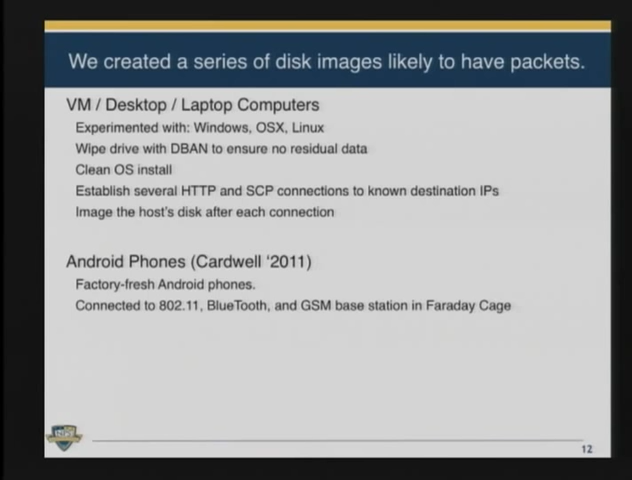 We created a series of disk images likely to have packets.
VM / Desktop / Laptop Computers
Experimented with: Windows, OSX, Linux
Wipe drive with DBAN to ensure no residual data
Clean OS install
Establish several HTTP and SCP connections to known destination IPs
Image the host's disk after each connection
Android Phones (Cardwell ‘2011)
Factory-fresh Android phones.
Connected to 802.11, BlueTooth, and GSM base station in Faraday Cage
12